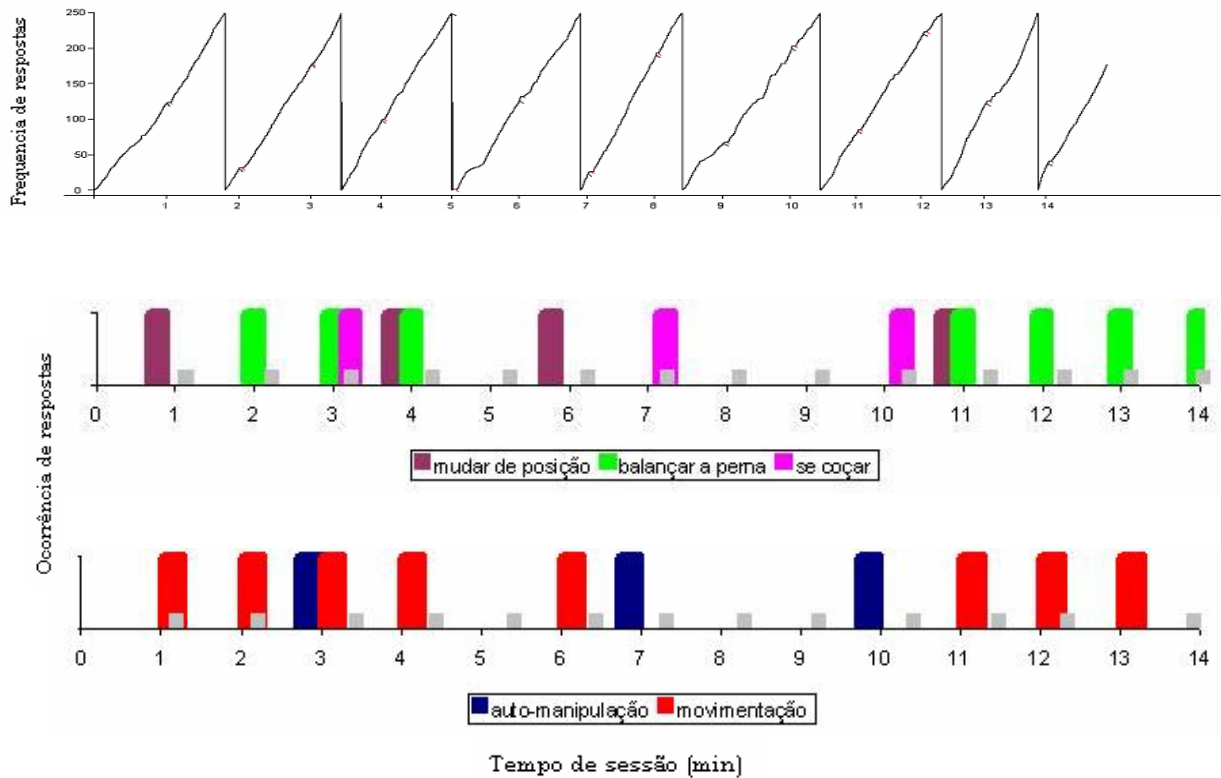 Frequencia de respostas
250
200
150
100
50
0
1 2 3 4 5 6 7 8 9 10 11 12 13 14
Ocorrência de respostas
0 1 2 3 4 5 6 7 8 9 10 11 12 13 14
mudar de posição balançar a perna se coçar
0 1 2 3 4 5 6 7 8 9 10 11 12 13 14
auto-manipulação movimentação
Tempo de sessão (min)